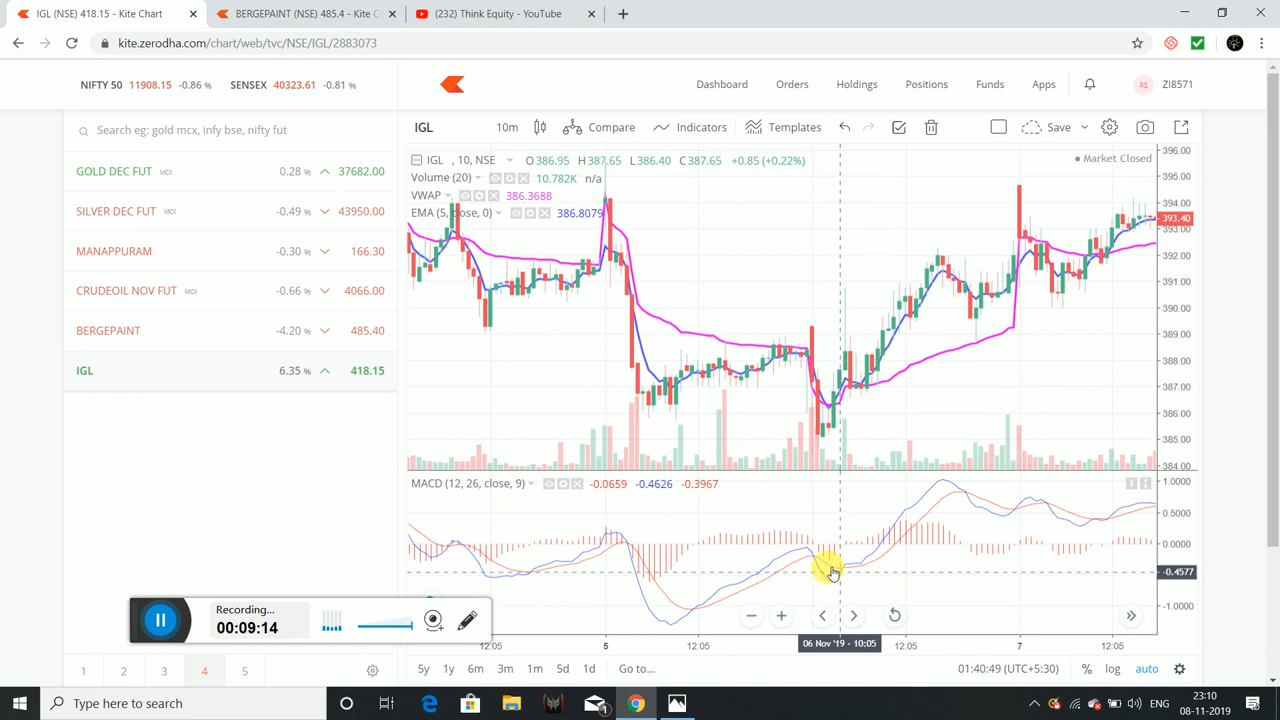 IGL (NSE) 418.15 - Kite Chart
BERGEPAINT (NSE) 485.4 - Kite C
(232) Think Equity - YouTube
kite.zerodha.com/chart/web/tvc/NSE/IGL/2883073
NIFTY 50 11908.15 -0.86 % SENSEX 40323.61 -0.81 %
Dashboard Orders Holdings Positions Funds Apps RS ZI8571
Search eg: gold mcx, infy bse, nifty fut
GOLD DEC FUT MCX 0.28 % 37682.00
SILVER DEC FUT MCX -0.49 % 43950.00
MANAPPURAM -0.30 % 166.30
CRUDEOIL NOV FUT MCX -0.66 % 4066.00
BERGEPAINT -4.20 % 485.40
IGL 6.35 % 418.15
1 2 3 4 5
IGL 10m Compare Indicators Templates Save
IGL , 10, NSE O 386.95 H 387.65 L 386.40 C 387.65 +0.85 (+0.22%)
Market Closed
Volume (20) 10.782K n/a
VWAP 386.3688
EMA (5, close, 0) 386.8079
396.00
395.00
394.00
393.40
393.00
392.00
391.00
390.00
389.00
388.00
387.00
386.00
385.00
384.00
MACD (12, 26, close, 9) -0.0659 -0.4626 -0.3967
1.0000
0.5000
0.0000
-0.4577
-1.0000
12:05 5 12:05 06 Nov '19 - 10:05 12:05 7 12:05
5y 1y 6m 3m 1m 5d 1d Go to... 01:40:49 (UTC+5:30) % log auto
Recording...
00:09:14
Type here to search
1
ENG
23:10
08-11-2019